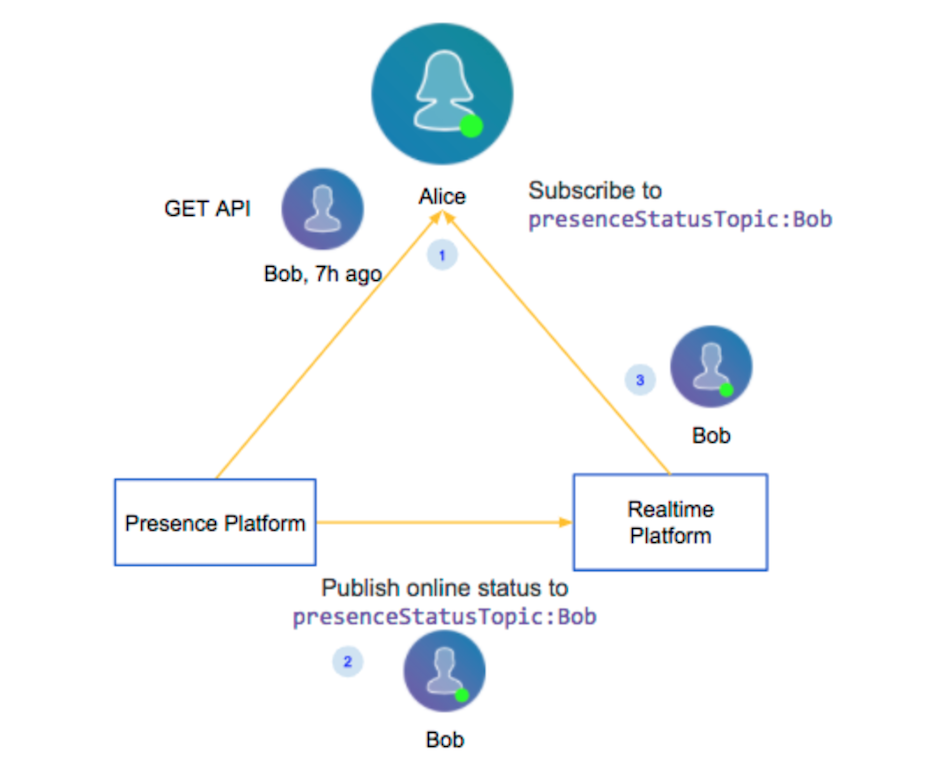 Alice
Subscribe to
presenceStatusTopic:Bob
GET API
1
Bob, 7h ago
3
Bob
Presence Platform
Realtime
Platform
Publish online status to
presenceStatusTopic:Bob
2
Bob